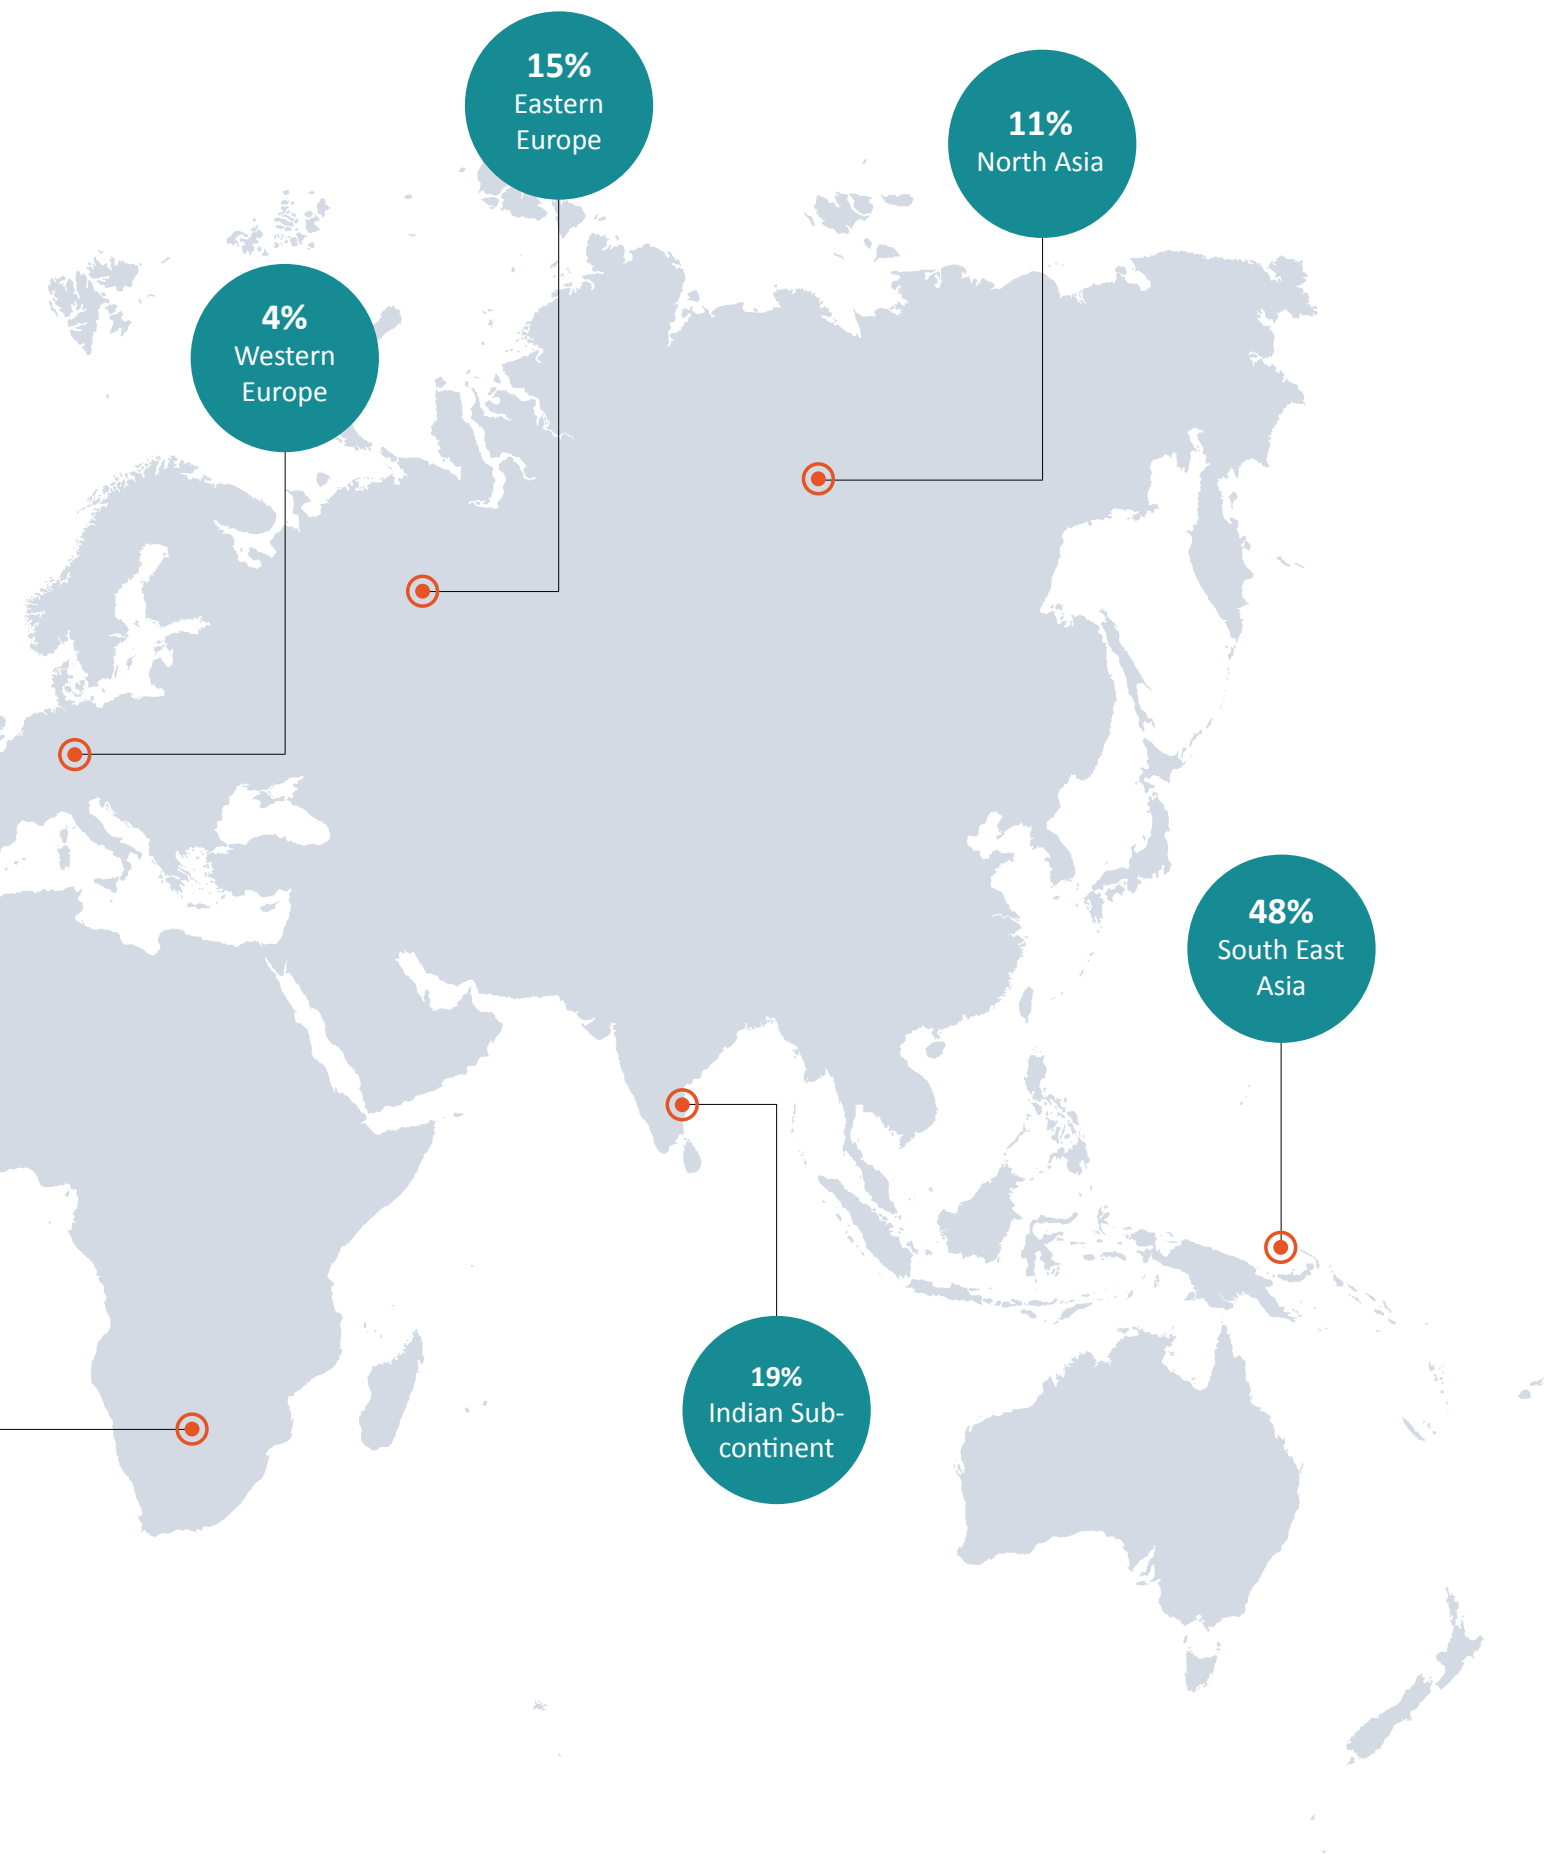 15%
Eastern
Europe
11%
North Asia
4%
Western
Europe
48%
South East
Asia
19%
Indian Sub-
continent